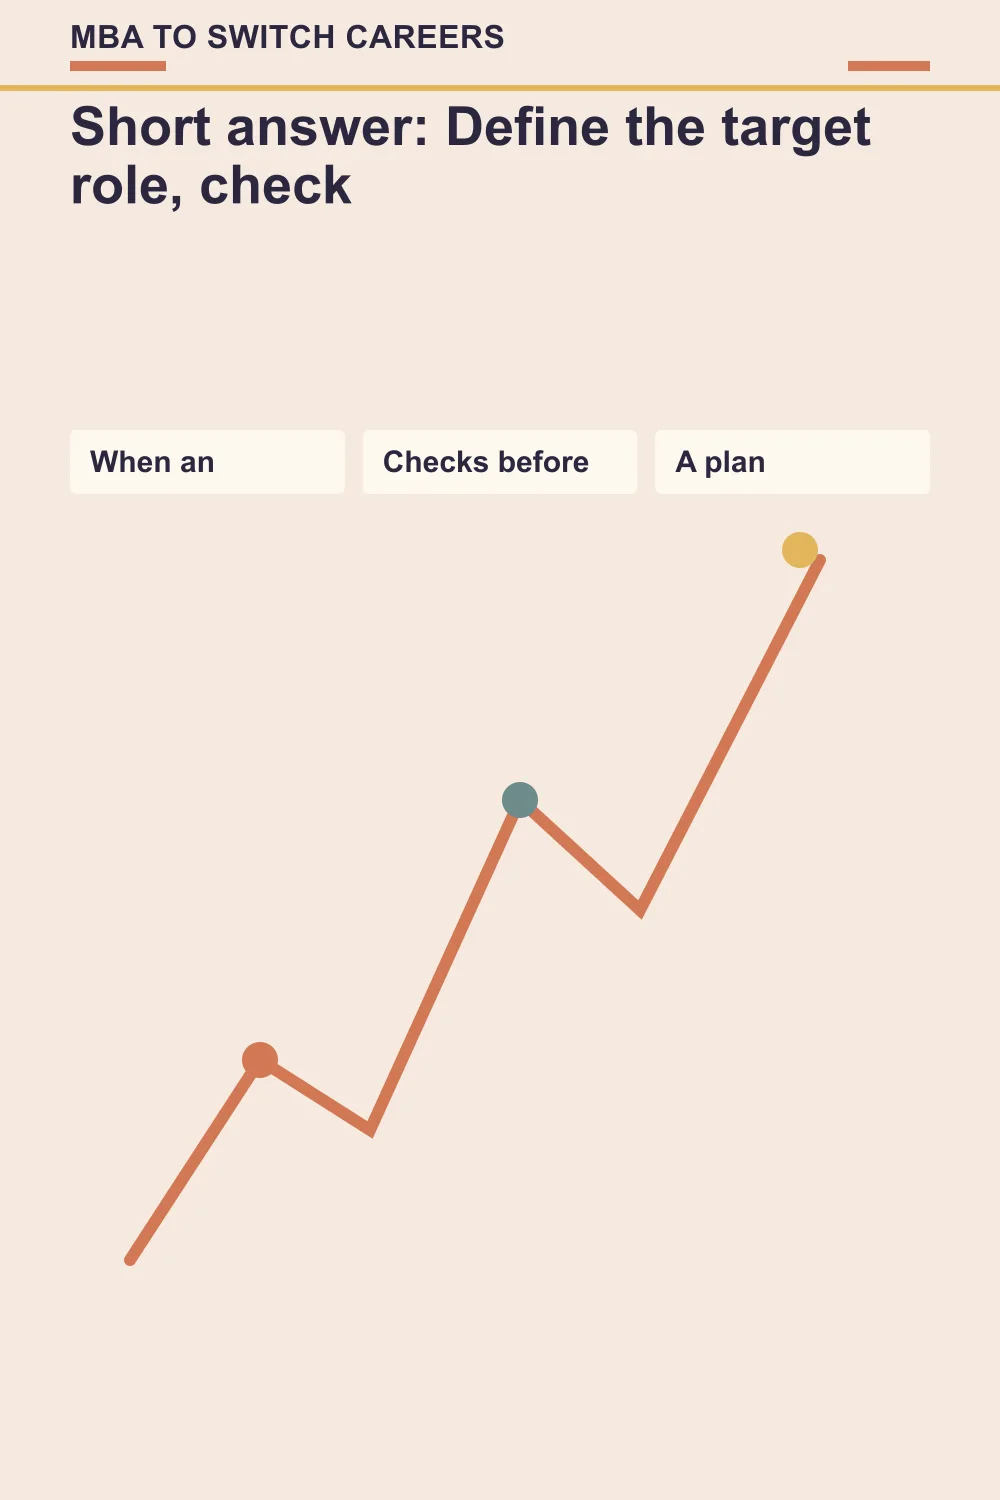 MBA TO SWITCH CAREERS
Short answer: Define the target
role, check
When an
Checks before
A plan